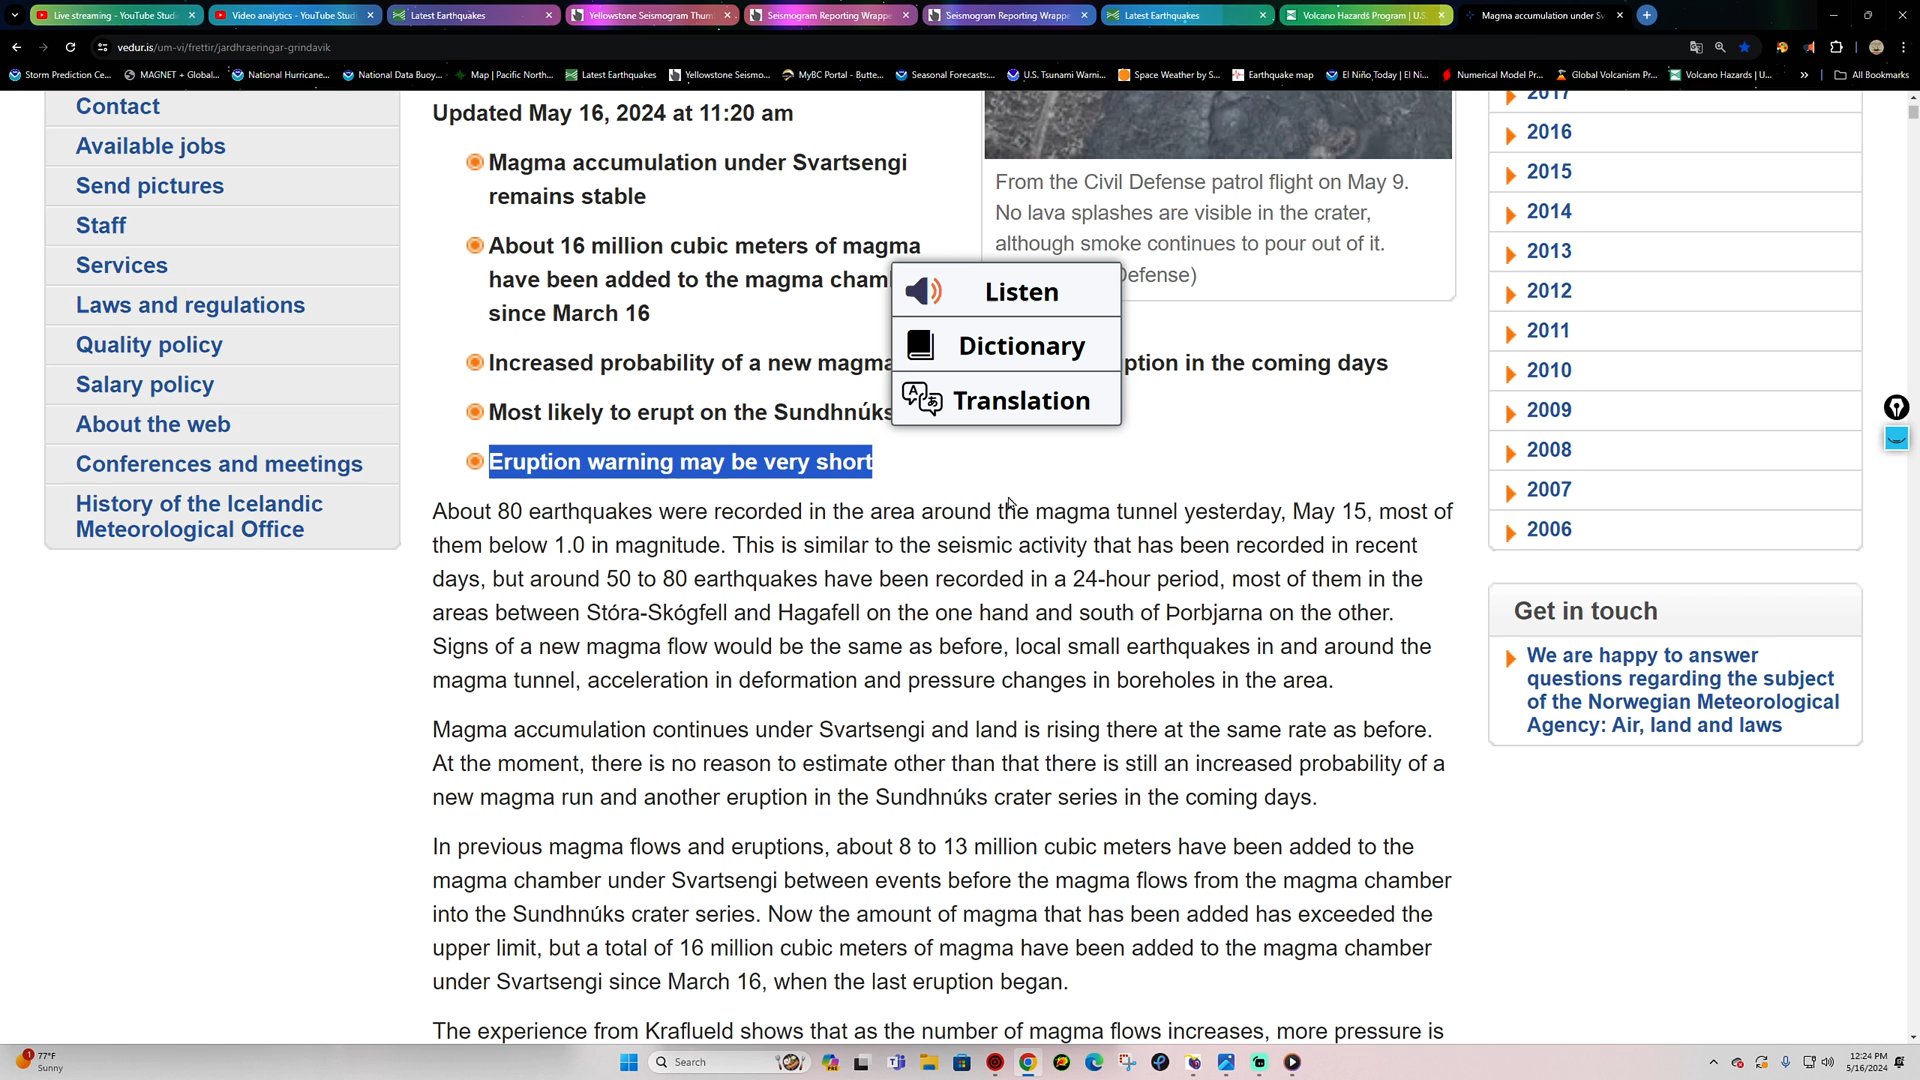 Live streaming - YouTube Studi
Video analytics - YouTube Studi
Latest Earthquakes
Yellowstone Seismogram Thum
Seismogram Reporting Wrappe
Seismogram Reporting Wrappe
Latest Earthquakes
Volcano Hazards Program | U.S.
Magma accumulation under Sv
vedur.is/um-vi/frettir/jardhraeringar-grindavik
Storm Prediction Ce...
MAGNET + Global...
National Hurricane...
National Data Buoy...
Map | Pacific North...
Latest Earthquakes
Yellowstone Seismo...
MyBC Portal - Butte...
Seasonal Forecasts:...
U.S. Tsunami Warni...
Space Weather by S...
Earthquake map
El Niño Today | El Ni...
Numerical Model Pr...
Global Volcanism Pr...
Volcano Hazards | U...
All Bookmarks
Contact
Available jobs
Send pictures
Staff
Services
Laws and regulations
Quality policy
Salary policy
About the web
Conferences and meetings
History of the Icelandic
Meteorological Office
Updated May 16, 2024 at 11:20 am
Magma accumulation under Svartsengi
remains stable
About 16 million cubic meters of magma
have been added to the magma cham
since March 16
Increased probability of a new magma
ption in the coming days
Most likely to erupt on the Sundhnúks
Eruption warning may be very short
From the Civil Defense patrol flight on May 9.
No lava splashes are visible in the crater,
although smoke continues to pour out of it.
Defense)
Listen
Dictionary
Translation
About 80 earthquakes were recorded in the area around the magma tunnel yesterday, May 15, most of
them below 1.0 in magnitude. This is similar to the seismic activity that has been recorded in recent
days, but around 50 to 80 earthquakes have been recorded in a 24-hour period, most of them in the
areas between Stóra-Skógfell and Hagafell on the one hand and south of Þorbjarna on the other.
Signs of a new magma flow would be the same as before, local small earthquakes in and around the
magma tunnel, acceleration in deformation and pressure changes in boreholes in the area.
Magma accumulation continues under Svartsengi and land is rising there at the same rate as before.
At the moment, there is no reason to estimate other than that there is still an increased probability of a
new magma run and another eruption in the Sundhnúks crater series in the coming days.
In previous magma flows and eruptions, about 8 to 13 million cubic meters have been added to the
magma chamber under Svartsengi between events before the magma flows from the magma chamber
into the Sundhnúks crater series. Now the amount of magma that has been added has exceeded the
upper limit, but a total of 16 million cubic meters of magma have been added to the magma chamber
under Svartsengi since March 16, when the last eruption began.
The experience from Kraflueld shows that as the number of magma flows increases, more pressure is
2017
2016
2015
2014
2013
2012
2011
2010
2009
2008
2007
2006
Get in touch
We are happy to answer
questions regarding the subject
of the Norwegian Meteorological
Agency: Air, land and laws
1
77°F
Sunny
Search
PRE
12:24 PM
5/16/2024